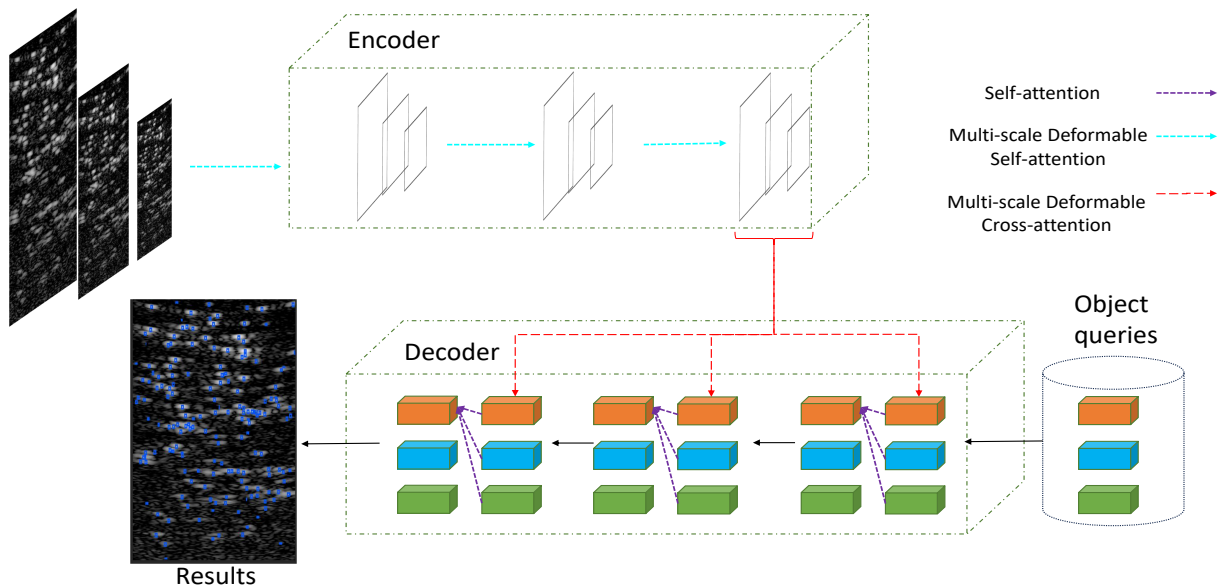 Encoder
Self-attention
Multi-scale Deformable
Self-attention
Multi-scale Deformable
Cross-attention
Object
queries
Decoder
Results